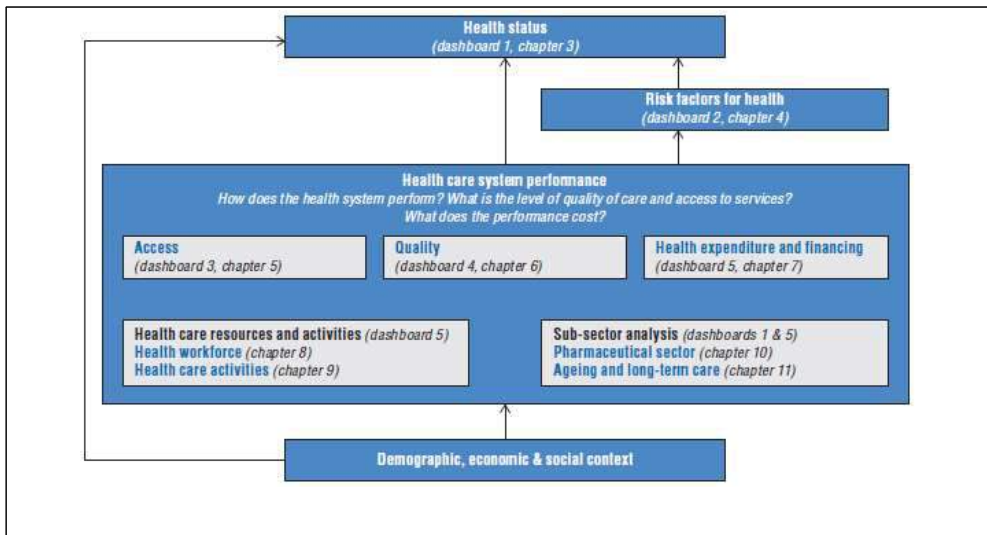 Health status
(dashboard 1, chapter 3)
Risk factors for health
(dashboard 2, chapter 4)
Health care system performance
How does the health system perform? What is the level of quality of care and access to services?
What does the performance cost?
Access
(dashboard 3, chapter 5)
Quality
(dashboard 4, chapter 6)
Health expenditure and financing
(dashboard 5, chapter 7)
Health care resources and activities (dashboard 5)
Health workforce (chapter 8)
Health care activities (chapter 9)
Sub-sector analysis (dashboards 1 & 5)
Pharmaceutical sector (chapter 10)
Ageing and long-term care (chapter 11)
Demographic, economic & social context